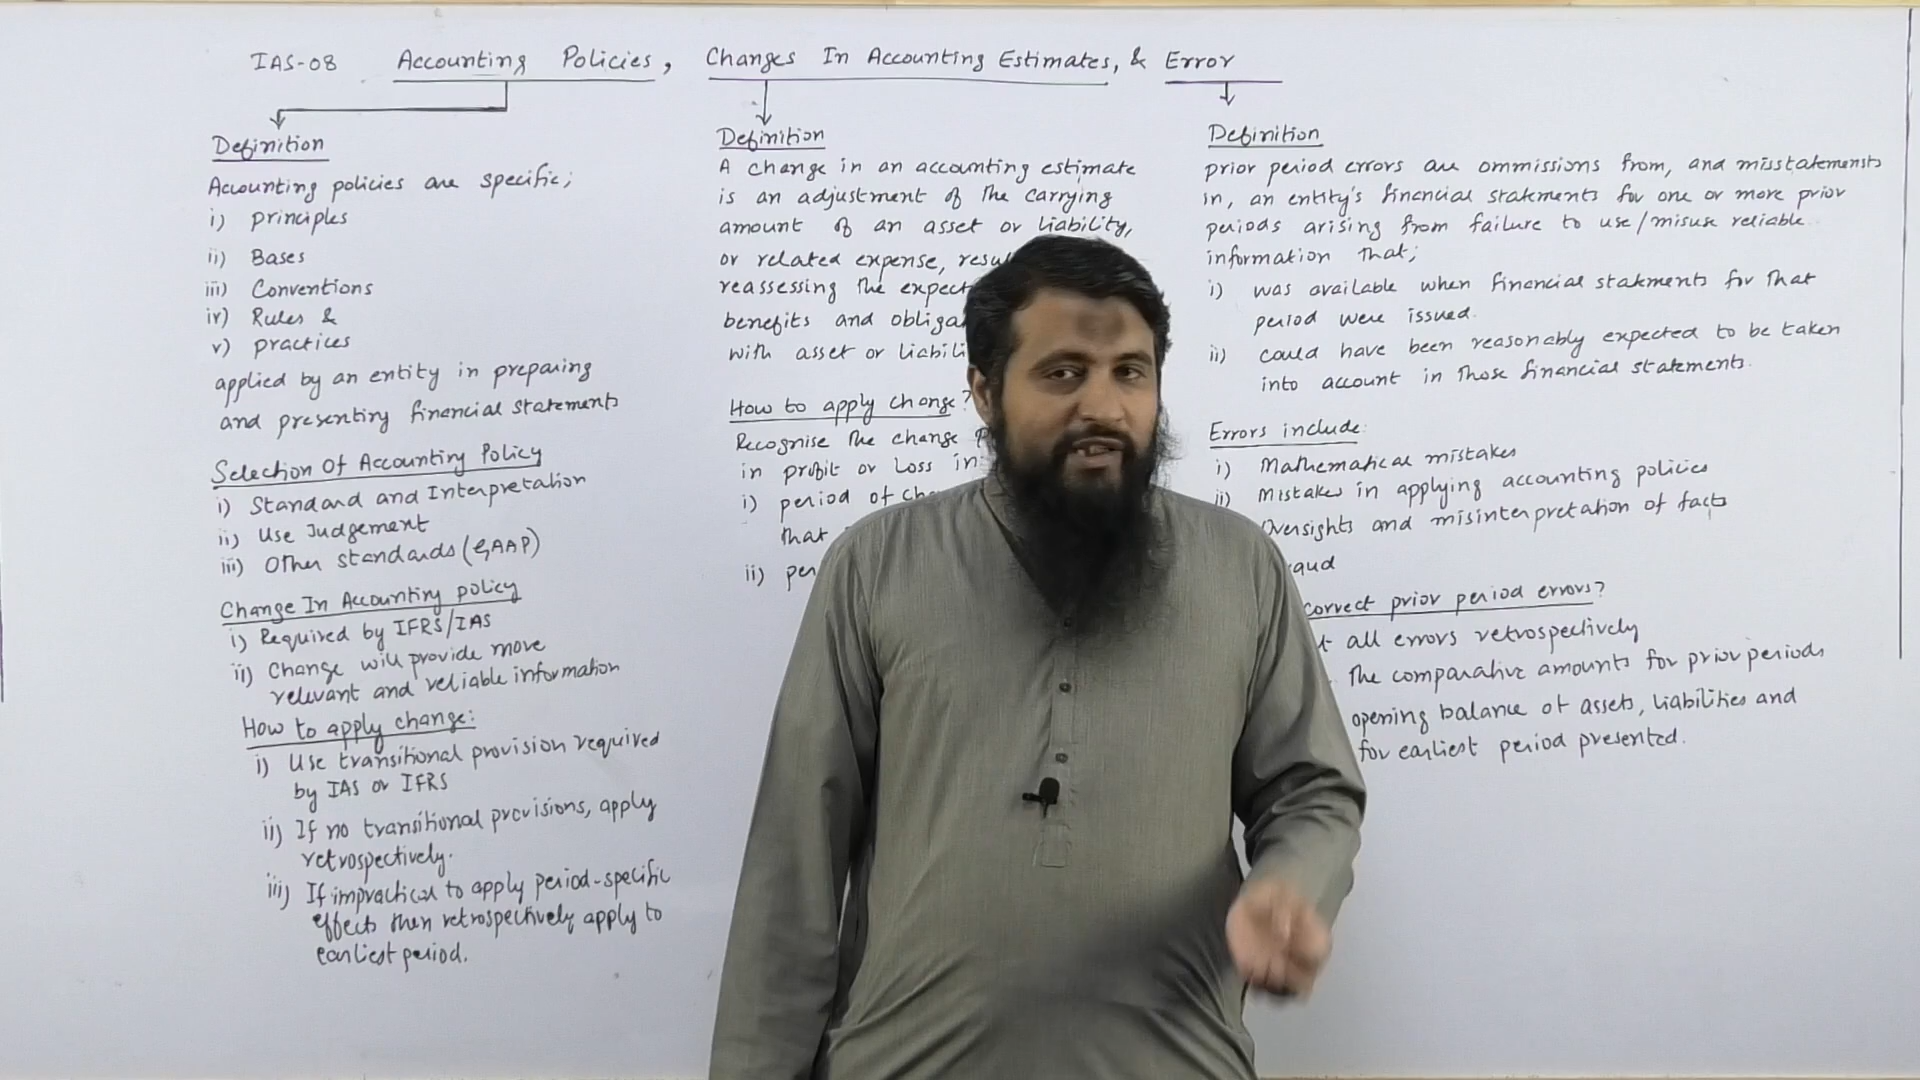 IAS-08 Accounting Policies, Changes In Accounting Estimates, & Error
Definition
Accounting policies are specific;
i) principles
ii) Bases
iii) Conventions
iv) Rules &
v) practices
applied by an entity in preparing
and presenting financial statements
Selection Of Accounting Policy
i) Standard and Interpretation
ii) Use Judgement
iii) Other standards (GAAP)
Change In Accounting policy
i) Required by IFRS/IAS
ii) Change will provide more
relevant and reliable information
How to apply change:
i) Use transitional provision required
by IAS or IFRS
ii) If no transitional provisions, apply
retrospectively.
iii) If impractical to apply period-specific
effects then retrospectively apply to
earliest period.
Definition
A change in an accounting estimate
is an adjustment of the carrying
amount of an asset or liability,
or related expense,
reassessing the
benefits and
with asset or
How to apply change?
Recognise the change
in profit or Loss in:
i) period of
that
ii)
Definition
prior period errors are ommissions from, and misstatemensts
in, an entity's financial statements for one or more prior
periods arising from failure to use/misuse reliable
information that;
i) was available when financial statements for that
period were issued.
ii) could have been reasonably expected to be taken
into account in those financial statements.
Errors include:
i) Mathematical mistakes
ii) Mistakes in applying accounting policies
oversights and misinterpretation of facts
correct prior period errors?
all errors retrospectively
The comparative amounts for prior periods
opening balance of assets, liabilities and
for earliest period presented.